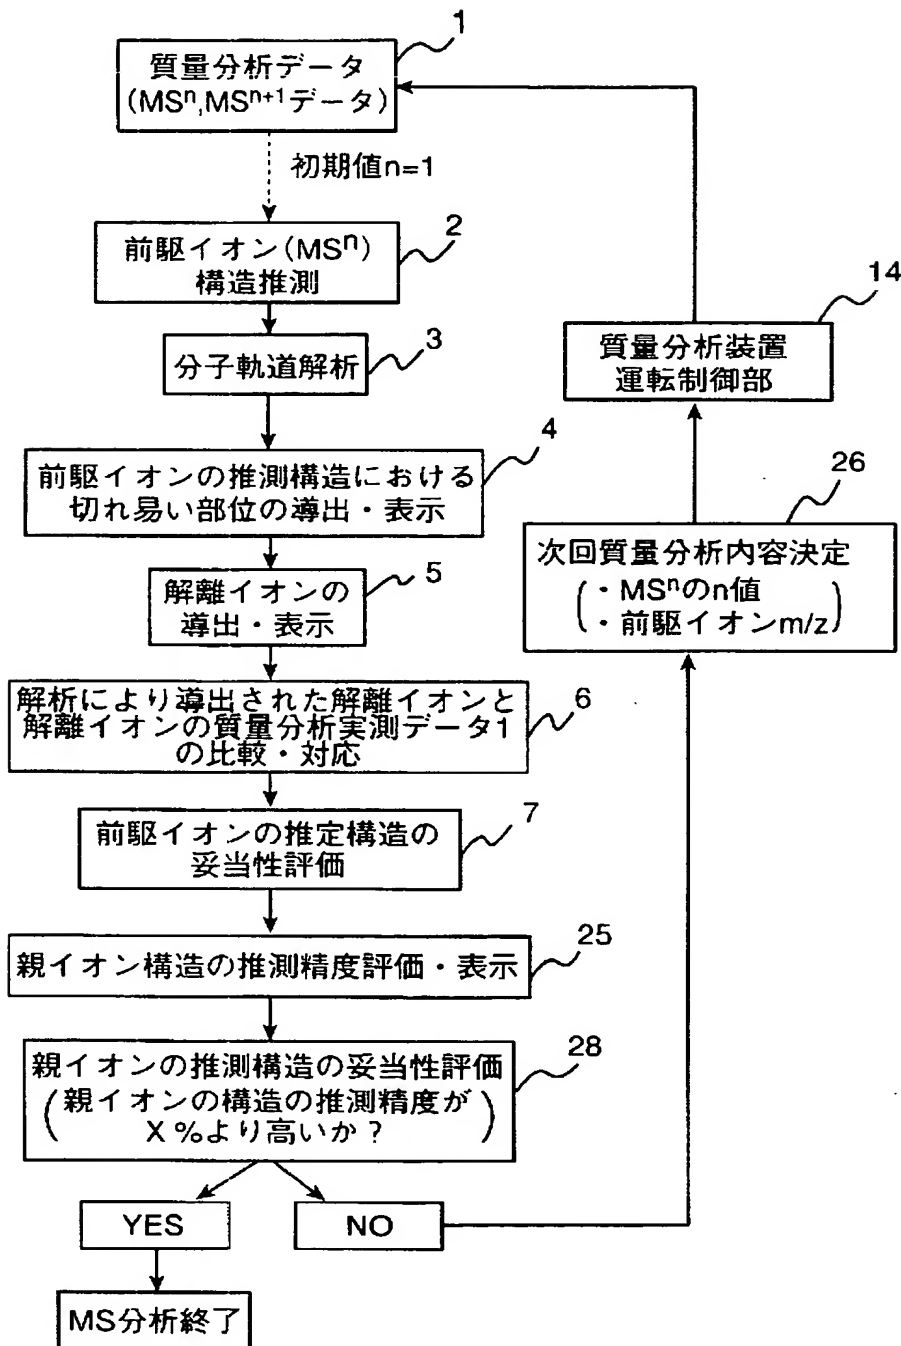 1
質量分析データ
(MSⁿ,MSⁿ⁺¹データ)
初期値n=1
2
前駆イオン(MSⁿ)
構造推測
3
分子軌道解析
4
前駆イオンの推測構造における
切れ易い部位の導出・表示
5
解離イオンの
導出・表示
解析により導出された解離イオンと
解離イオンの質量分析実測データ1
の比較・対応
6
7
前駆イオンの推定構造の
妥当性評価
25
親イオン構造の推測精度評価・表示
28
親イオンの推測構造の妥当性評価
(親イオンの構造の推測精度が
X%より高いか?)
YES
NO
MS分析終了
26
次回質量分析内容決定
(・MSⁿのn値
・前駆イオンm/z)
14
質量分析装置
運転制御部